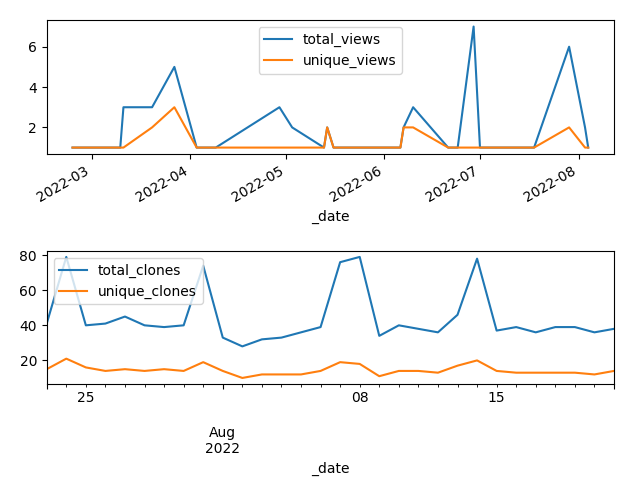 total_views
unique_views
6
4
2
2022-03
2022-04
2022-05
2022-06
2022-07
2022-08
_date
total_clones
unique_clones
80
60
40
20
25
08
15
Aug
2022
_date